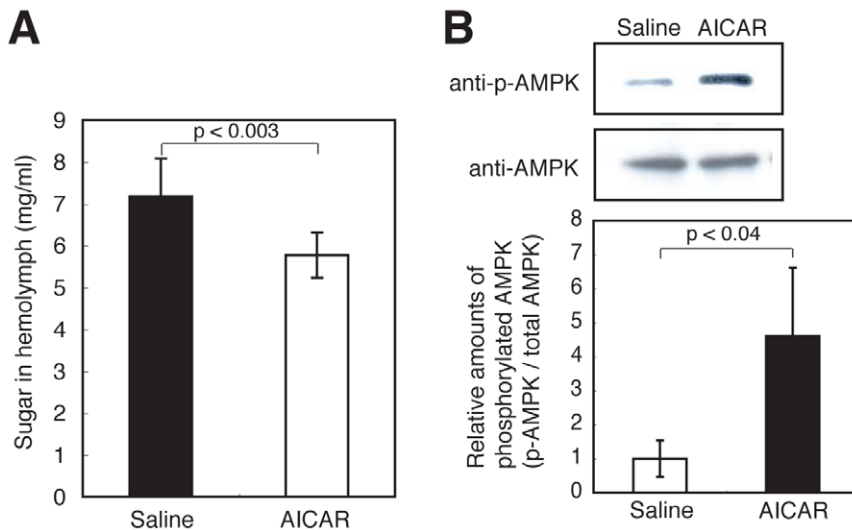 A
9
8
7
6
5
4
3
2
1
0
Sugar in hemolymph (mg/ml)
p < 0.003
Saline
AICAR
B
Saline AICAR
anti-p-AMPK
anti-AMPK
8
7
6
5
4
3
2
1
0
Relative amounts of
phosphorylated AMPK
(p-AMPK / total AMPK)
p < 0.04
Saline
AICAR